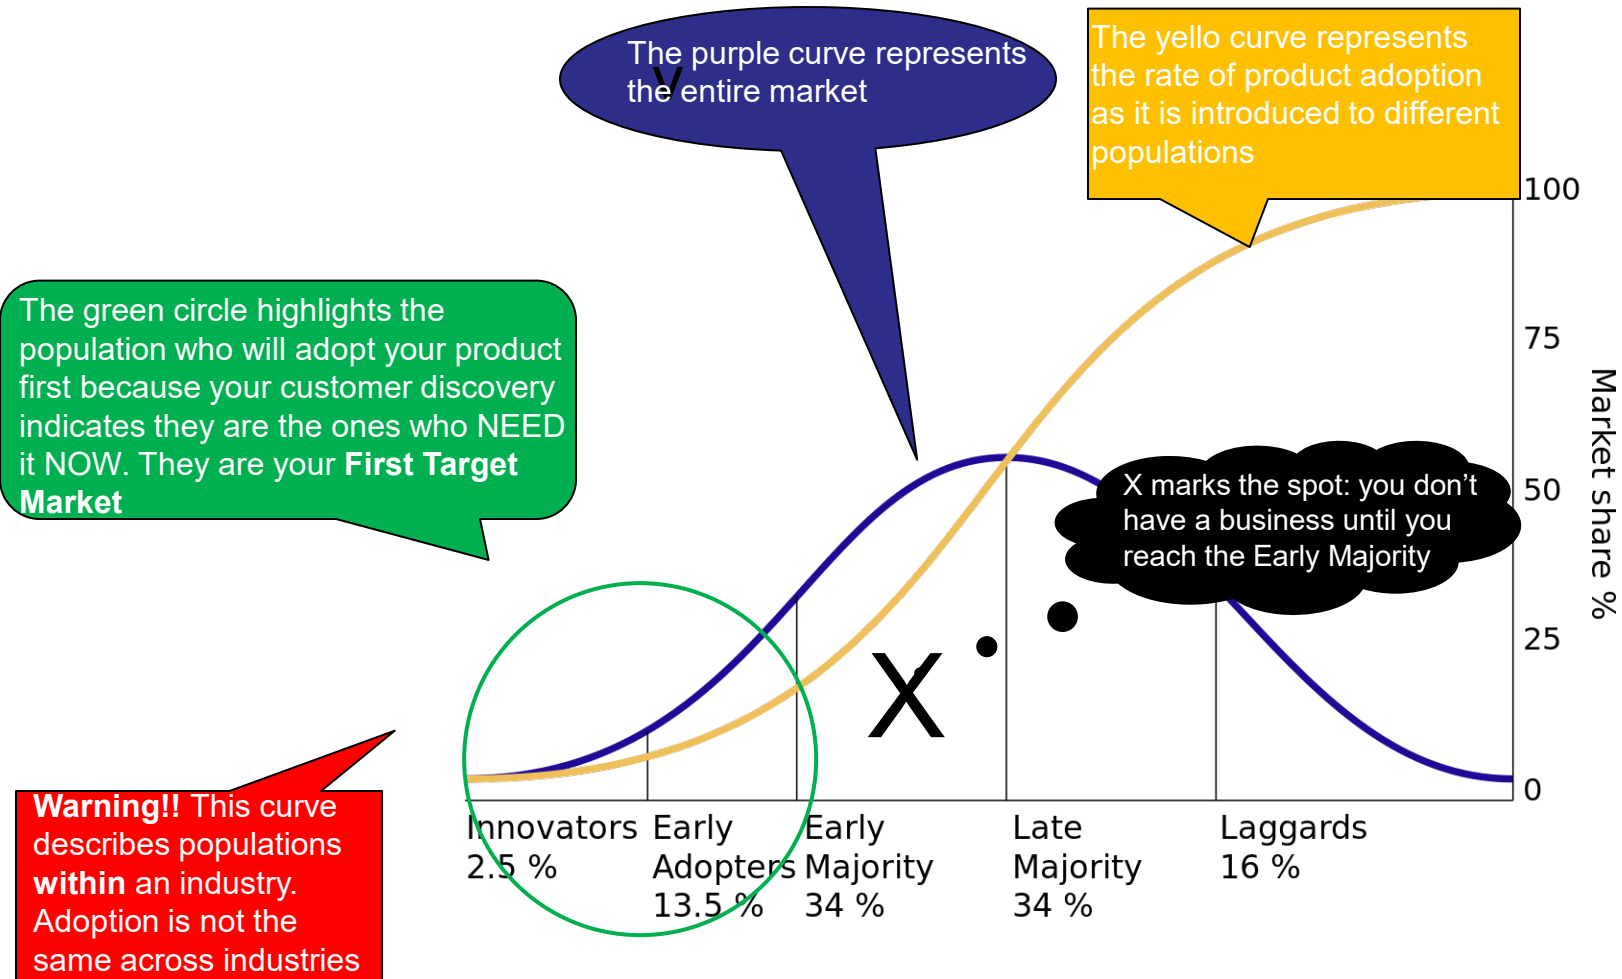 The purple curve represents
the entire market
The yello curve represents
the rate of product adoption
as it is introduced to different
populations
The green circle highlights the
population who will adopt your product
first because your customer discovery
indicates they are the ones who NEED
it NOW. They are your First Target
Market
X marks the spot: you don’t
have a business until you
reach the Early Majority
X
100
75
50
25
0
Market share %
Innovators
2.5 %
Early
Adopters
13.5 %
Early
Majority
34 %
Late
Majority
34 %
Laggards
16 %
Warning!! This curve
describes populations
within an industry.
Adoption is not the
same across industries